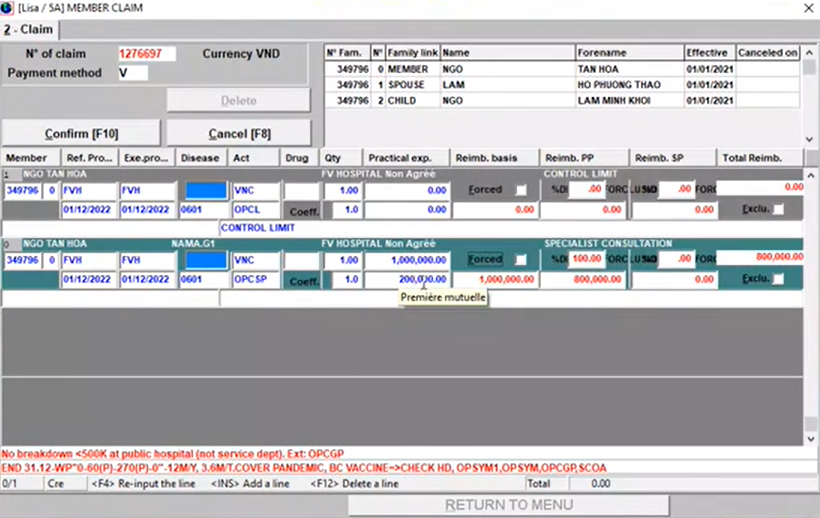 [Lisa / 5A] MEMBER CLAIM
2 - Claim
N° of claim 1276697 Currency VND
Payment method V
Delete
Confirm [F10] Cancel [F8]
N° Fam. N° Family link Name Forename Effective Canceled on
349796 0 MEMBER NGO TAN HOA 01/01/2021
349796 1 SPOUSE LAM HO PHUONG THAO 01/01/2021
349796 2 CHILD NGO LAM MINH KHOI 01/01/2021
Member Ref. Pro... Exe.pro... Disease Act Drug Qty Practical exp. Reimb. basis Reimb. PP Reimb. SP Total Reimb.
1 NGO TAN HOA FV HOSPITAL Non Agréé CONTROL LIMIT
349796 0 FVH FVH VNC 1.00 0.00 Forced %DI .00 FORC .00 FOR 0.00
01/12/2022 01/12/2022 0601 OPCL Coeff. 1.0 0.00 0.00 0.00 0.00 Exclu.
CONTROL LIMIT
0 NGO TAN HOA NAMA.G1 FV HOSPITAL Non Agréé SPECIALIST CONSULTATION
349796 0 FVH FVH VNC 1.00 1,000,000.00 Forced %DI 100.00 FORC .00 FOR 800,000.00
01/12/2022 01/12/2022 0601 OPCSP Coeff. 1.0 200,000.00 1,000,000.00 800,000.00 0.00 Exclu.
Première mutuelle
No breakdown <500K at public hospital (not service dept). Ext: OPCGP
END 31.12-WP"0-60(P)-270(P)-0"-12M/Y, 3.6M/T.COVER PANDEMIC, BC VACCINE=>CHECK HD, OPSYM1,OPSYM,OPCGP,SCOA
0/1 Cre <F4> Re-input the line <INS> Add a line <F12> Delete a line Total 0.00
RETURN TO MENU